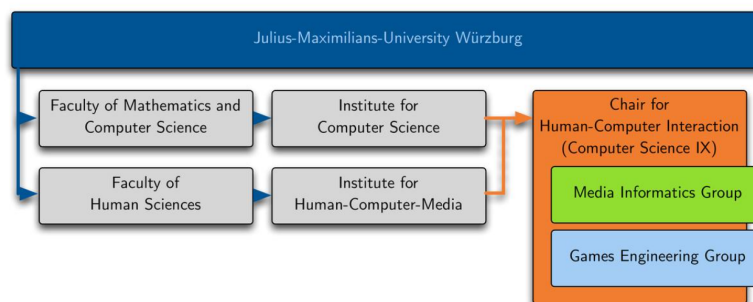 Julius-Maximilians-University Würzburg
Faculty of Mathematics and
Computer Science
Institute for
Computer Science
Chair for
Human-Computer Interaction
(Computer Science IX)
Faculty of
Human Sciences
Institute for
Human-Computer-Media
Media Informatics Group
Games Engineering Group